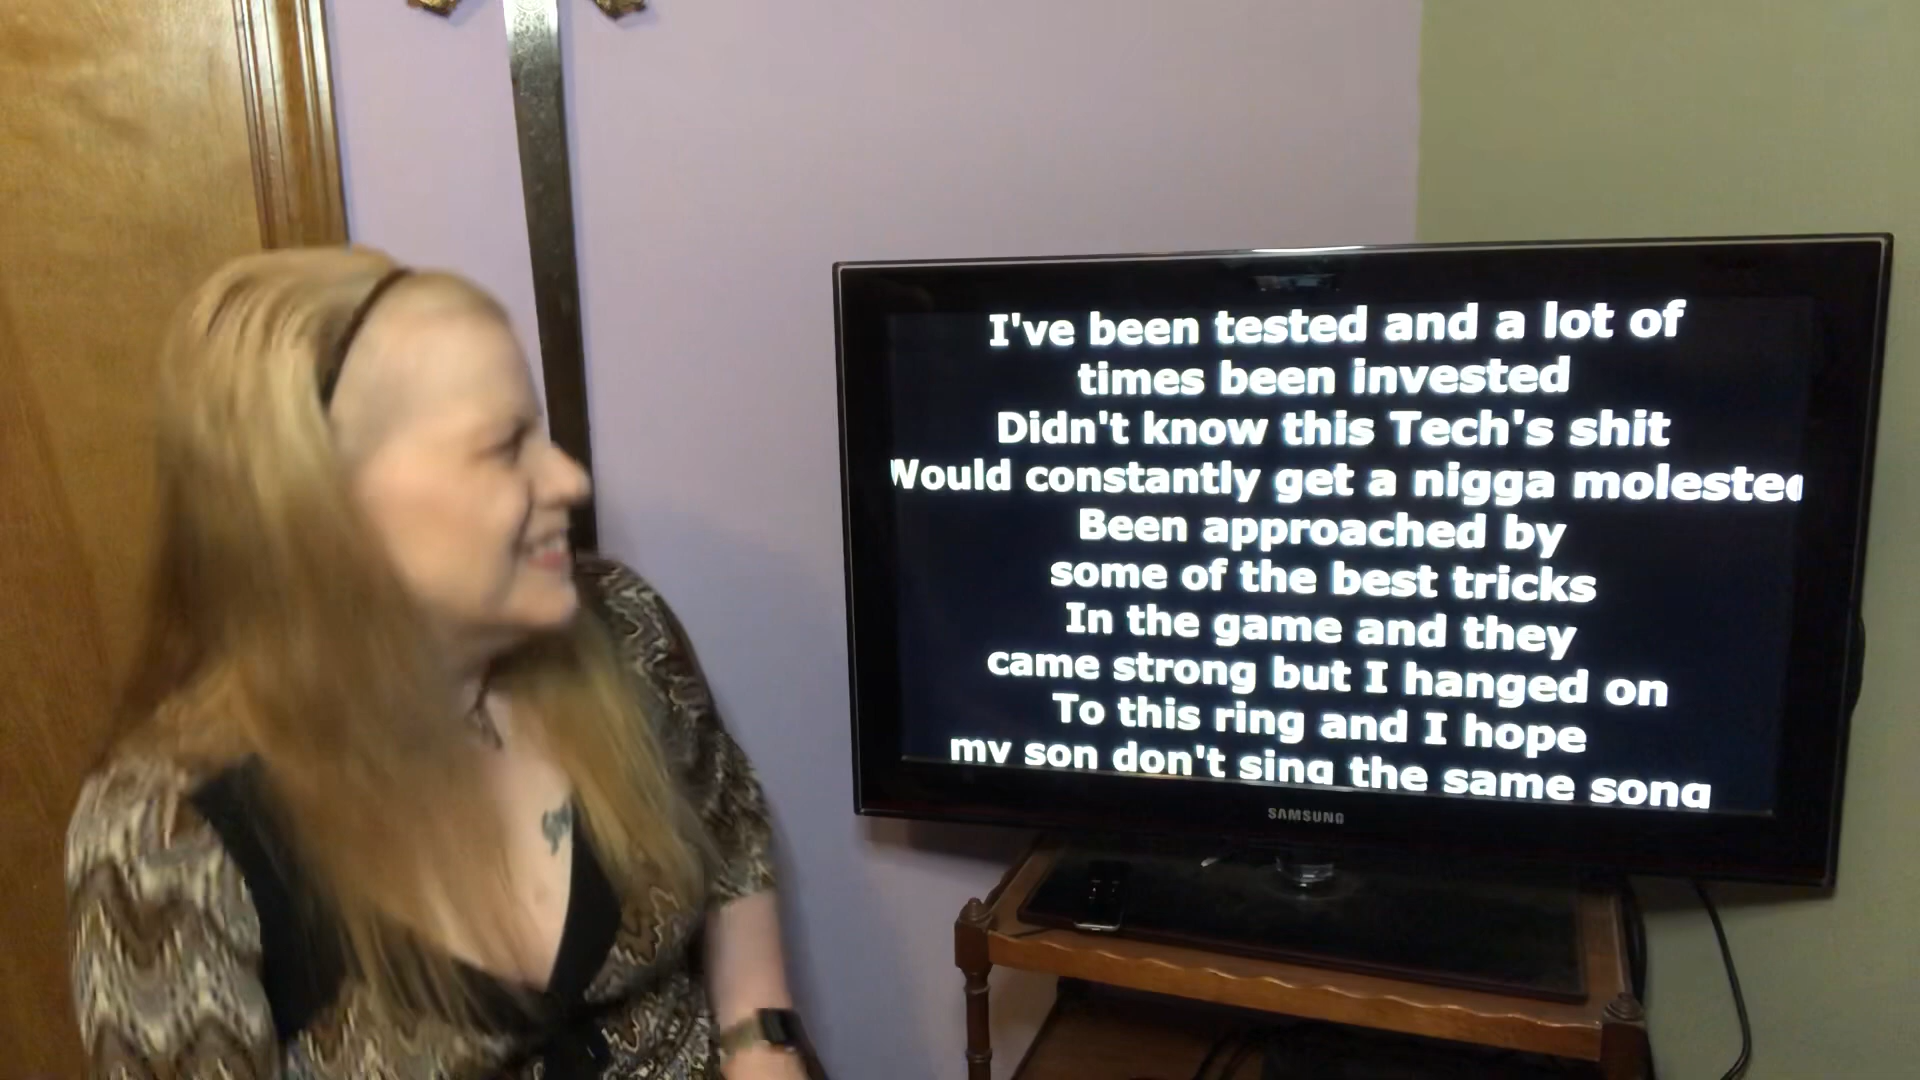 I've been tested and a lot of
times been invested
Didn't know this Tech's shit
Would constantly get a nigga molested
Been approached by
some of the best tricks
In the game and they
came strong but I hanged on
To this ring and I hope
my son don't sing the same song
SAMSUNG